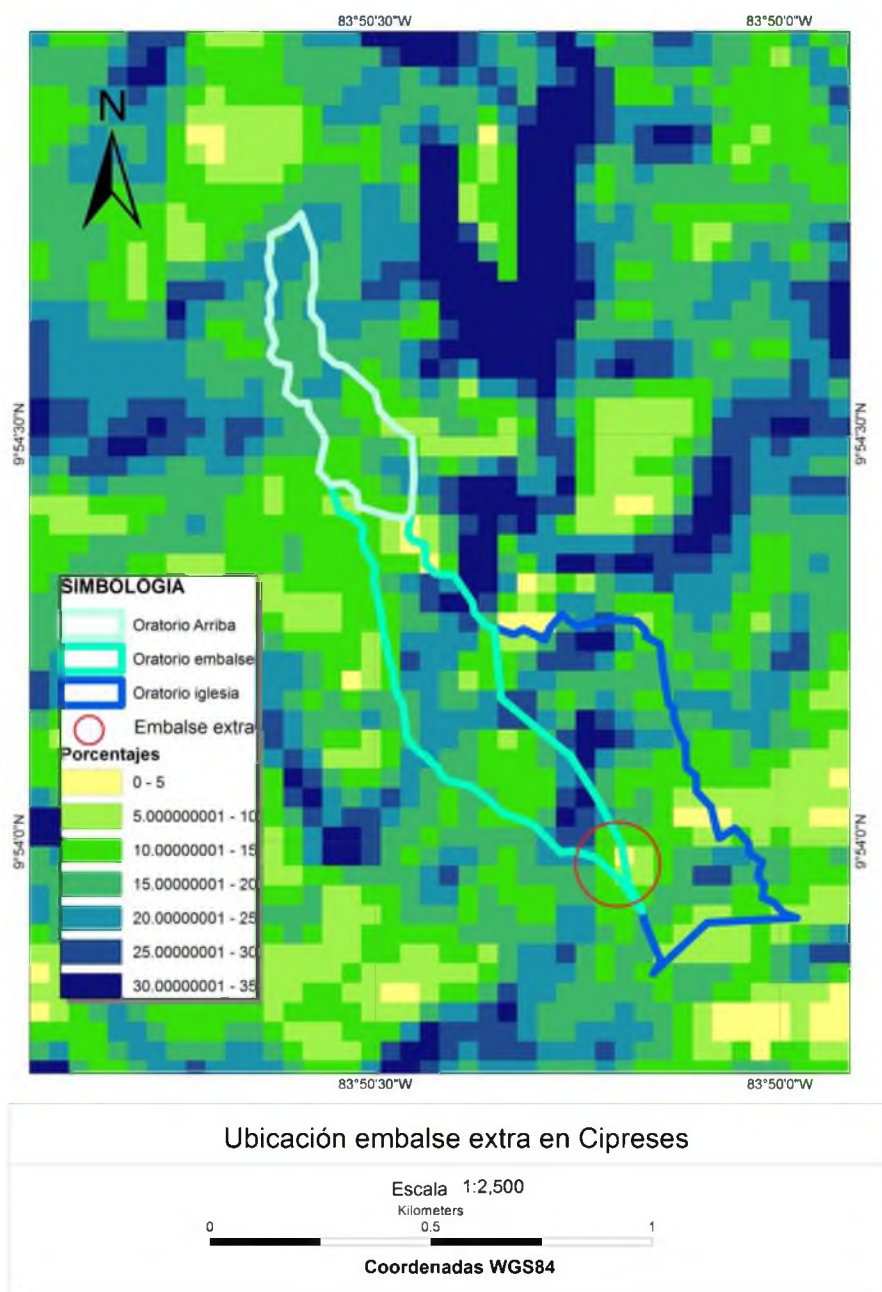 83°50'30"W
83°50'0"W
N
9°54'30"N
9°54'30"N
SIMBOLOGIA
Oratorio Arriba
Oratorio embalse
Oratorio iglesia
Embalse extra
Porcentajes
0 - 5
5.000000001 - 10
10.00000001 - 15
15.00000001 - 20
20.00000001 - 25
25.00000001 - 30
30.00000001 - 35
9°54'0"N
9°54'0"N
83°50'30"W
83°50'0"W
Ubicación embalse extra en Cipreses
Escala 1:2,500
Kilometers
0 0.5 1
Coordenadas WGS84